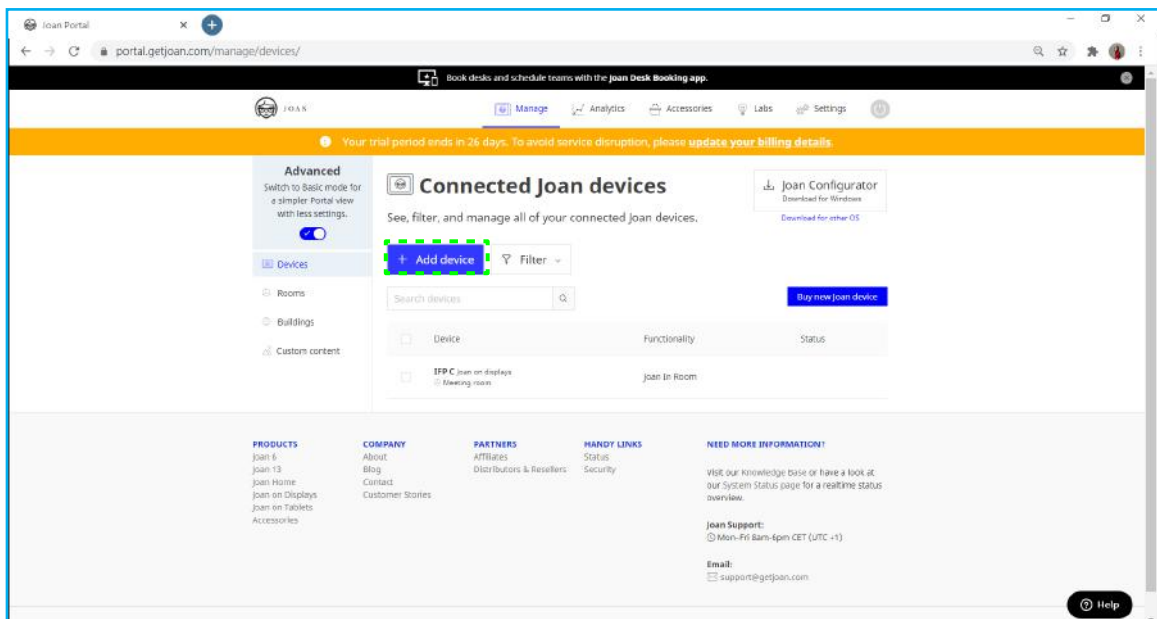 Joan Portal
portal.getjoan.com/manage/devices/
Book desks and schedule teams with the Joan Desk Booking app.
JOAN
Manage
Analytics
Accessories
Labs
Settings
Your trial period ends in 26 days. To avoid service disruption, please update your billing details.
Advanced
Switch to Basic mode for
a simpler Portal view
with less settings.
Devices
Rooms
Buildings
Custom content
Connected Joan devices
See, filter, and manage all of your connected Joan devices.
Joan Configurator
Download for Windows
Download for other OS
+ Add device
Filter
Search devices
Buy new Joan device
Device Functionality Status
IFP C Joan on displays
Meeting room
Joan In Room
PRODUCTS
Joan 6
Joan 13
Joan Home
Joan on Displays
Joan on Tablets
Accessories
COMPANY
About
Blog
Contact
Customer Stories
PARTNERS
Affiliates
Distributors & Resellers
HANDY LINKS
Status
Security
NEED MORE INFORMATION?
Visit our Knowledge Base or have a look at
our System Status page for a realtime status
overview.
Joan Support:
Mon-Fri 8am-6pm CET (UTC +1)
Email:
support@getjoan.com
Help